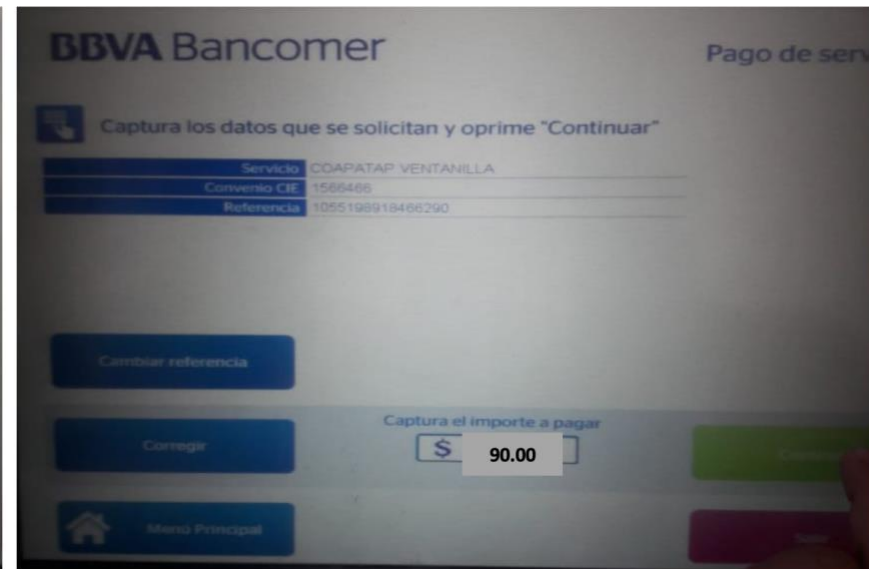 BBVA Bancomer
Pago de serv
Captura los datos que se solicitan y oprime "Continuar"
Servicio COAPATAP VENTANILLA
Convenio CIE 1566466
Referencia 1055198918466290
Cambiar referencia
Captura el importe a pagar
Corregir
$ 90.00
Menú Principal
Salir